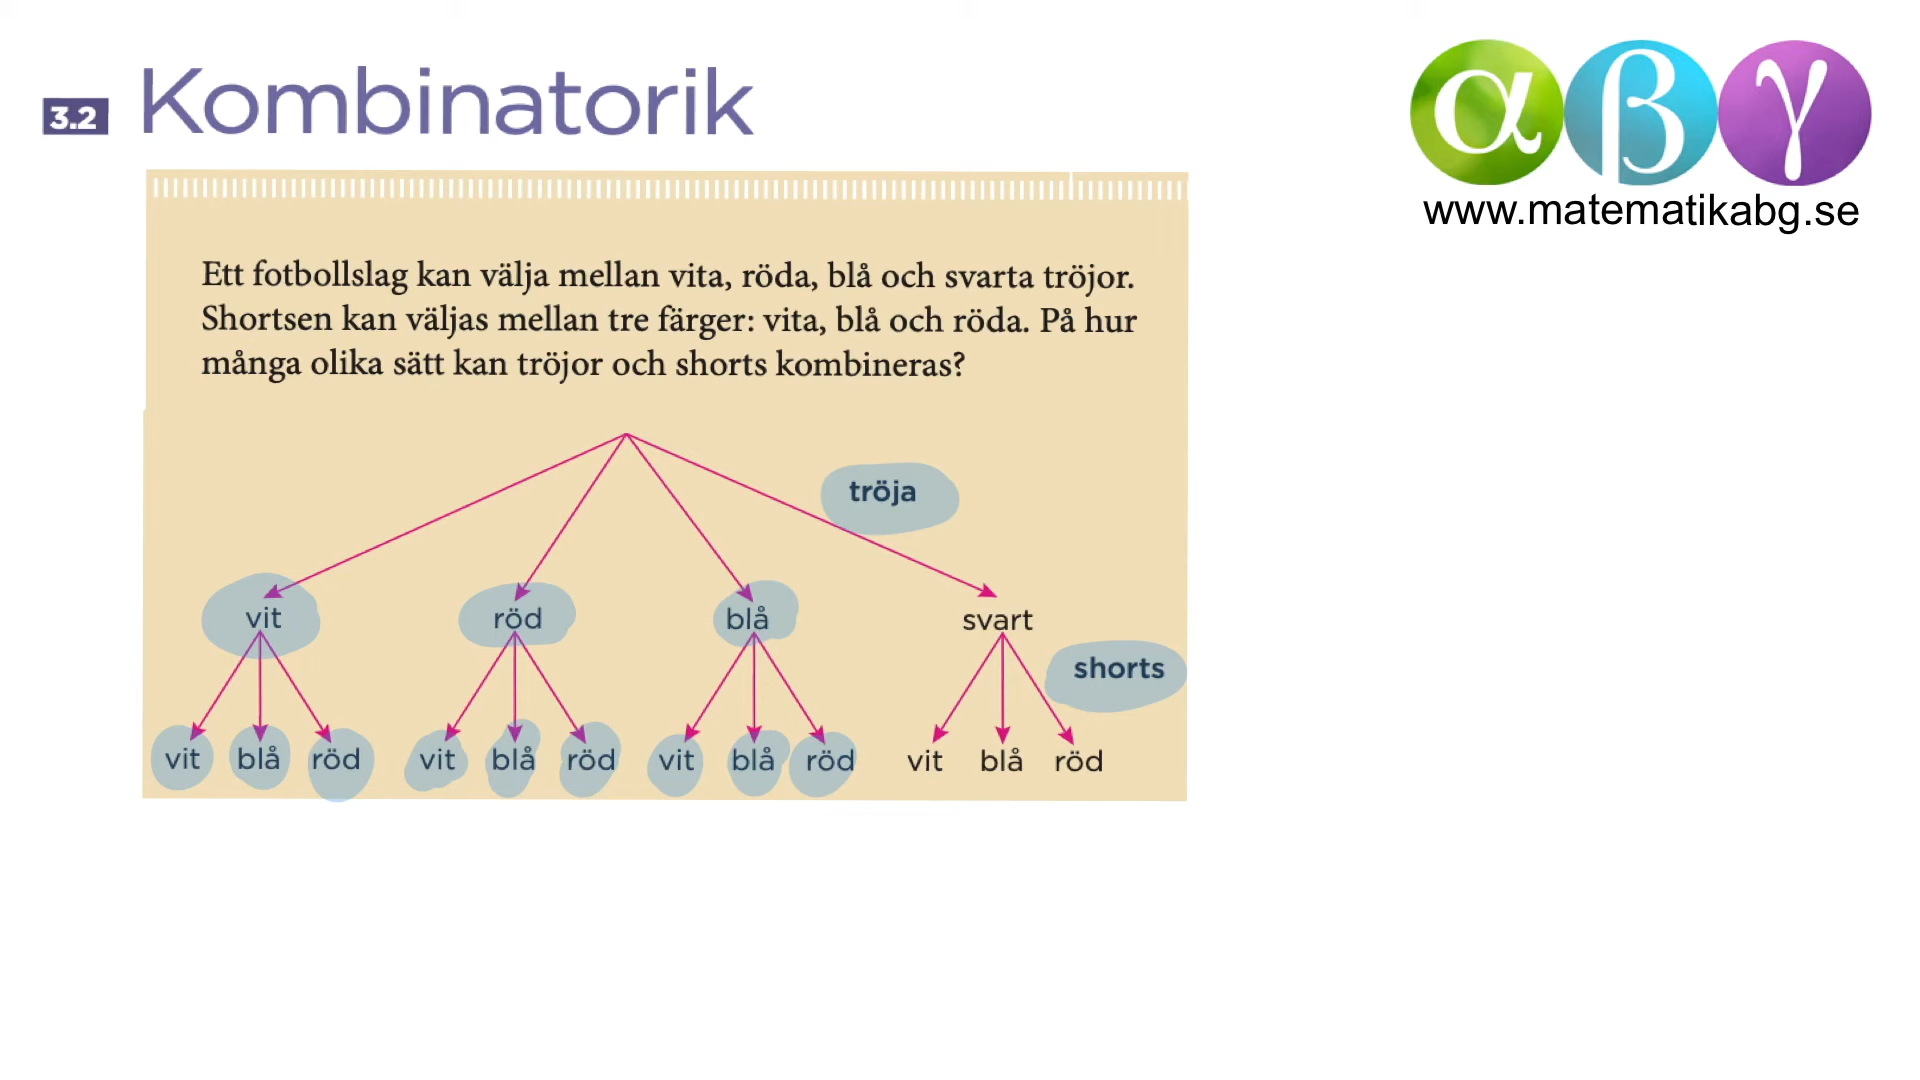 3.2 Kombinatorik
α β γ
www.matematikabg.se
Ett fotbollslag kan välja mellan vita, röda, blå och svarta tröjor.
Shortsen kan väljas mellan tre färger: vita, blå och röda. På hur
många olika sätt kan tröjor och shorts kombineras?
tröja
vit röd blå svart
shorts
vit blå röd vit blå röd vit blå röd vit blå röd